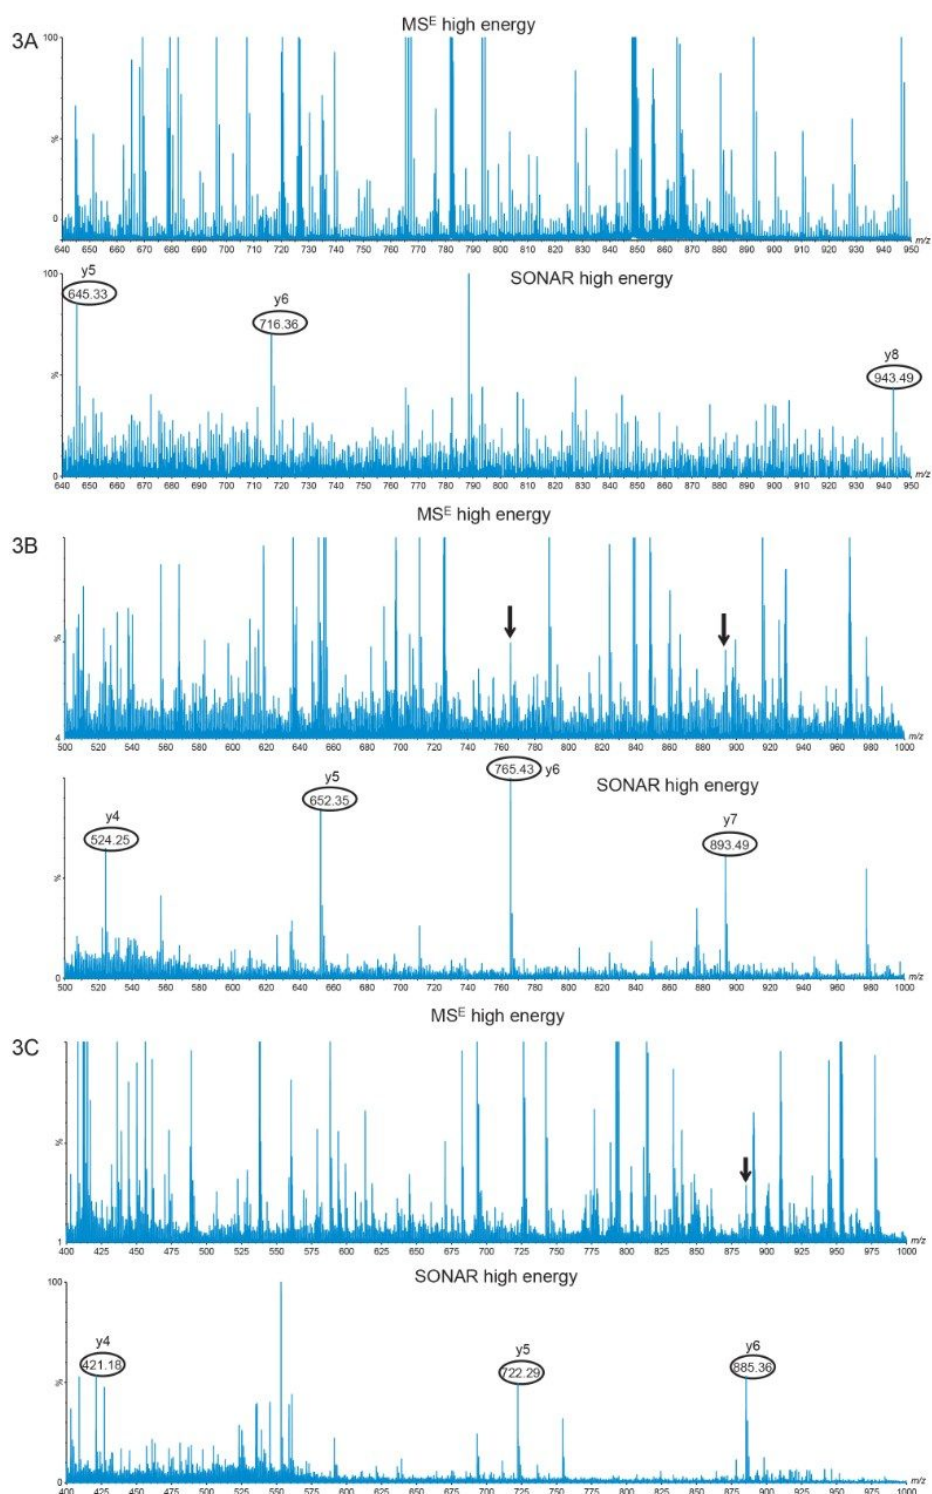 MSᴱ high energy
3A
100
%
0
640 650 660 670 680 690 700 710 720 730 740 750 760 770 780 790 800 810 820 830 840 850 860 870 880 890 900 910 920 930 940 950 m/z
SONAR high energy
100
y5
645.33
y6
716.36
y8
943.49
%
0
640 650 660 670 680 690 700 710 720 730 740 750 760 770 780 790 800 810 820 830 840 850 860 870 880 890 900 910 920 930 940 950 m/z
MSᴱ high energy
3B
%
4
500 520 540 560 580 600 620 640 660 680 700 720 740 760 780 800 820 840 860 880 900 920 940 960 980 1000 m/z
SONAR high energy
y4
524.25
y5
652.35
765.43 y6
y7
893.49
%
0
500 520 540 560 580 600 620 640 660 680 700 720 740 760 780 800 820 840 860 880 900 920 940 960 980 1000 m/z
MSᴱ high energy
3C
%
1
400 425 450 475 500 525 550 575 600 625 650 675 700 725 750 775 800 825 850 875 900 925 950 975 1000 m/z
SONAR high energy
100
y4
421.18
y5
722.29
y6
885.36
%
0
400 425 450 475 500 525 550 575 600 625 650 675 700 725 750 775 800 825 850 875 900 925 950 975 1000 m/z